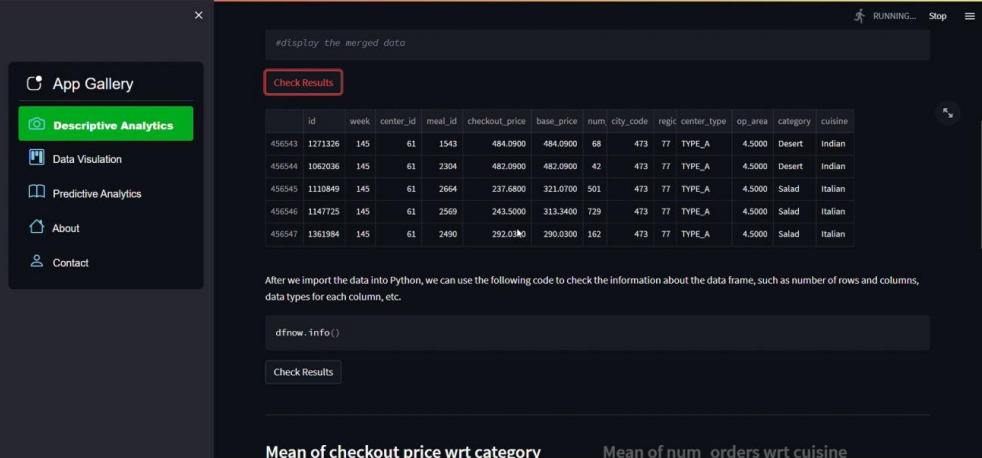 ×
RUNNING...
Stop
App Gallery
Descriptive Analytics
Data Visulation
Predictive Analytics
About
Contact
#display the merged data
Check Results
id week center_id meal_id checkout_price base_price num city_code regic center_type op_area category cuisine
456543 1271326 145 61 1543 484.0900 484.0900 68 473 77 TYPE_A 4.5000 Desert Indian
456544 1062036 145 61 2304 482.0900 482.0900 42 473 77 TYPE_A 4.5000 Desert Indian
456545 1110849 145 61 2664 237.6800 321.0700 501 473 77 TYPE_A 4.5000 Salad Italian
456546 1147725 145 61 2569 243.5000 313.3400 729 473 77 TYPE_A 4.5000 Salad Italian
456547 1361984 145 61 2490 292.0300 290.0300 162 473 77 TYPE_A 4.5000 Salad Italian
After we import the data into Python, we can use the following code to check the information about the data frame, such as number of rows and columns,
data types for each column, etc.
dfnow.info()
Check Results
Mean of checkout price wrt category
Mean of num_orders wrt cuisine